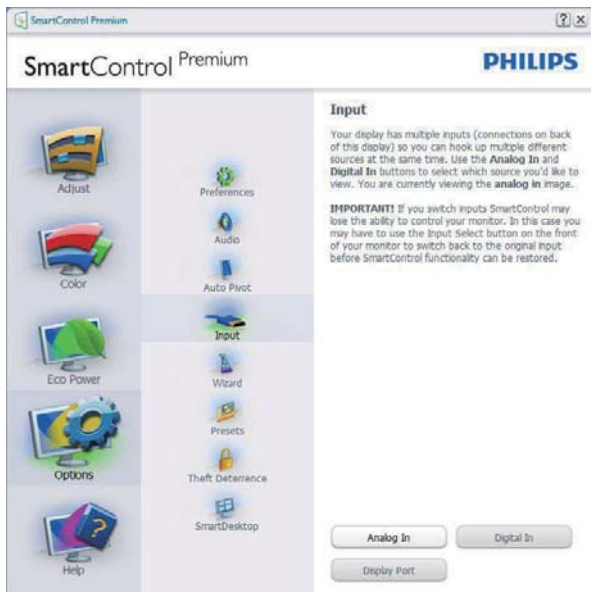 SmartControl Premium
? x
SmartControl Premium
PHILIPS
Adjust
Color
Eco Power
Options
Help
Preferences
Audio
Auto Pivot
Input
Wizard
Presets
Theft Deterrence
SmartDesktop
Input
Your display has multiple inputs (connections on back
of this display) so you can hook up multiple different
sources at the same time. Use the Analog In and
Digital In buttons to select which source you'd like to
view. You are currently viewing the analog in image.
IMPORTANT! If you switch inputs SmartControl may
lose the ability to control your monitor. In this case you
may have to use the Input Select button on the front
of your monitor to switch back to the original input
before SmartControl functionality can be restored.
Analog In
Digital In
Display Port